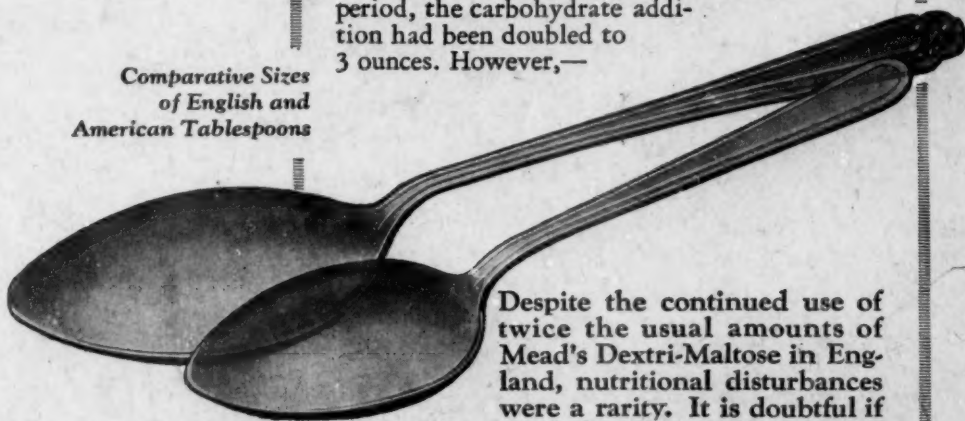 period, the carbohydrate addi-
tion had been doubled to
3 ounces. However,—
Comparative Sizes
of English and
American Tablespoons
Despite the continued use of
twice the usual amounts of
Mead's Dextri-Maltose in Eng-
land, nutritional disturbances
were a rarity. It is doubtful if